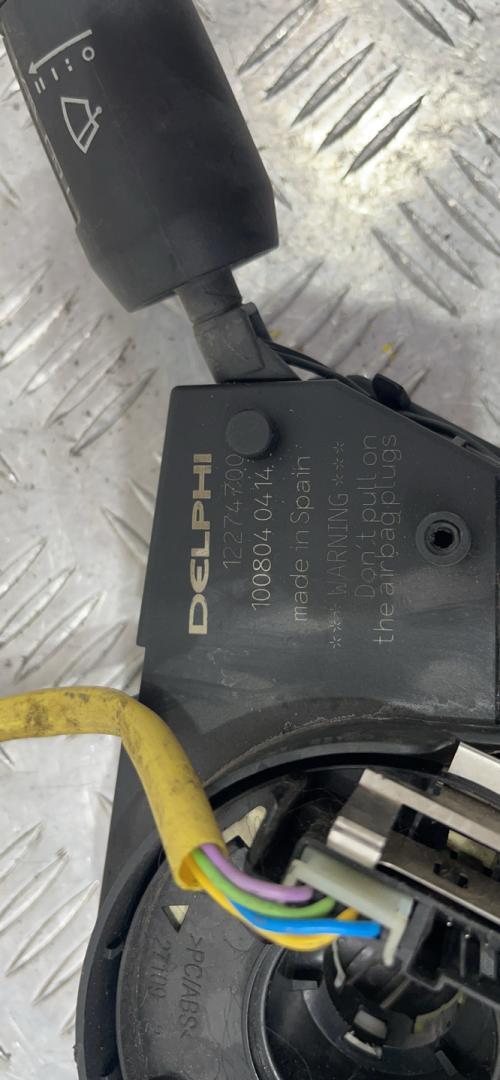 DELPHI
12274700
100804 0414
made in Spain
*** WARNING ***
Don't pull on
the airbagplugs
>PC/ABS<